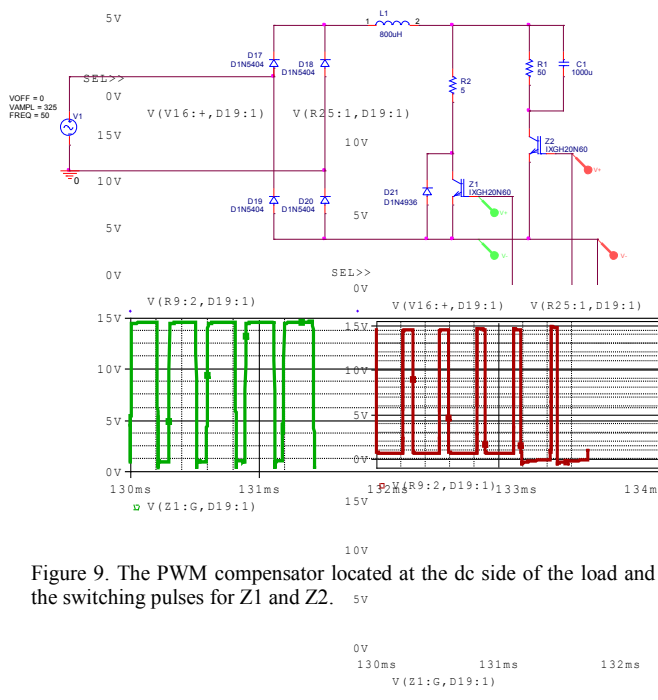 5V
L1
1 2
800uH
D17
D1N5404
D18
D1N5404
SEL>>
0V
R2
5
R1
50
C1
1000u
VOFF = 0
VAMPL = 325
FREQ = 50
V1
V(V16:+,D19:1) V(R25:1,D19:1)
15V
10V
Z2
IXGH20N60
V+
0
10V
D19
D1N5404
D20
D1N5404
D21
D1N4936
Z1
IXGH20N60
V+
5V
5V
V-
V-
0V
SEL>>
0V
V(R9:2,D19:1)
V(V16:+,D19:1) V(R25:1,D19:1)
15V
15V
10V
10V
5V
5V
0V
0V
130ms 131ms 132ms 133ms 134ms
V(R9:2,D19:1)
V(Z1:G,D19:1)
15V
10V
Figure 9. The PWM compensator located at the dc side of the load and
the switching pulses for Z1 and Z2.
5V
0V
130ms 131ms 132ms
V(Z1:G,D19:1)